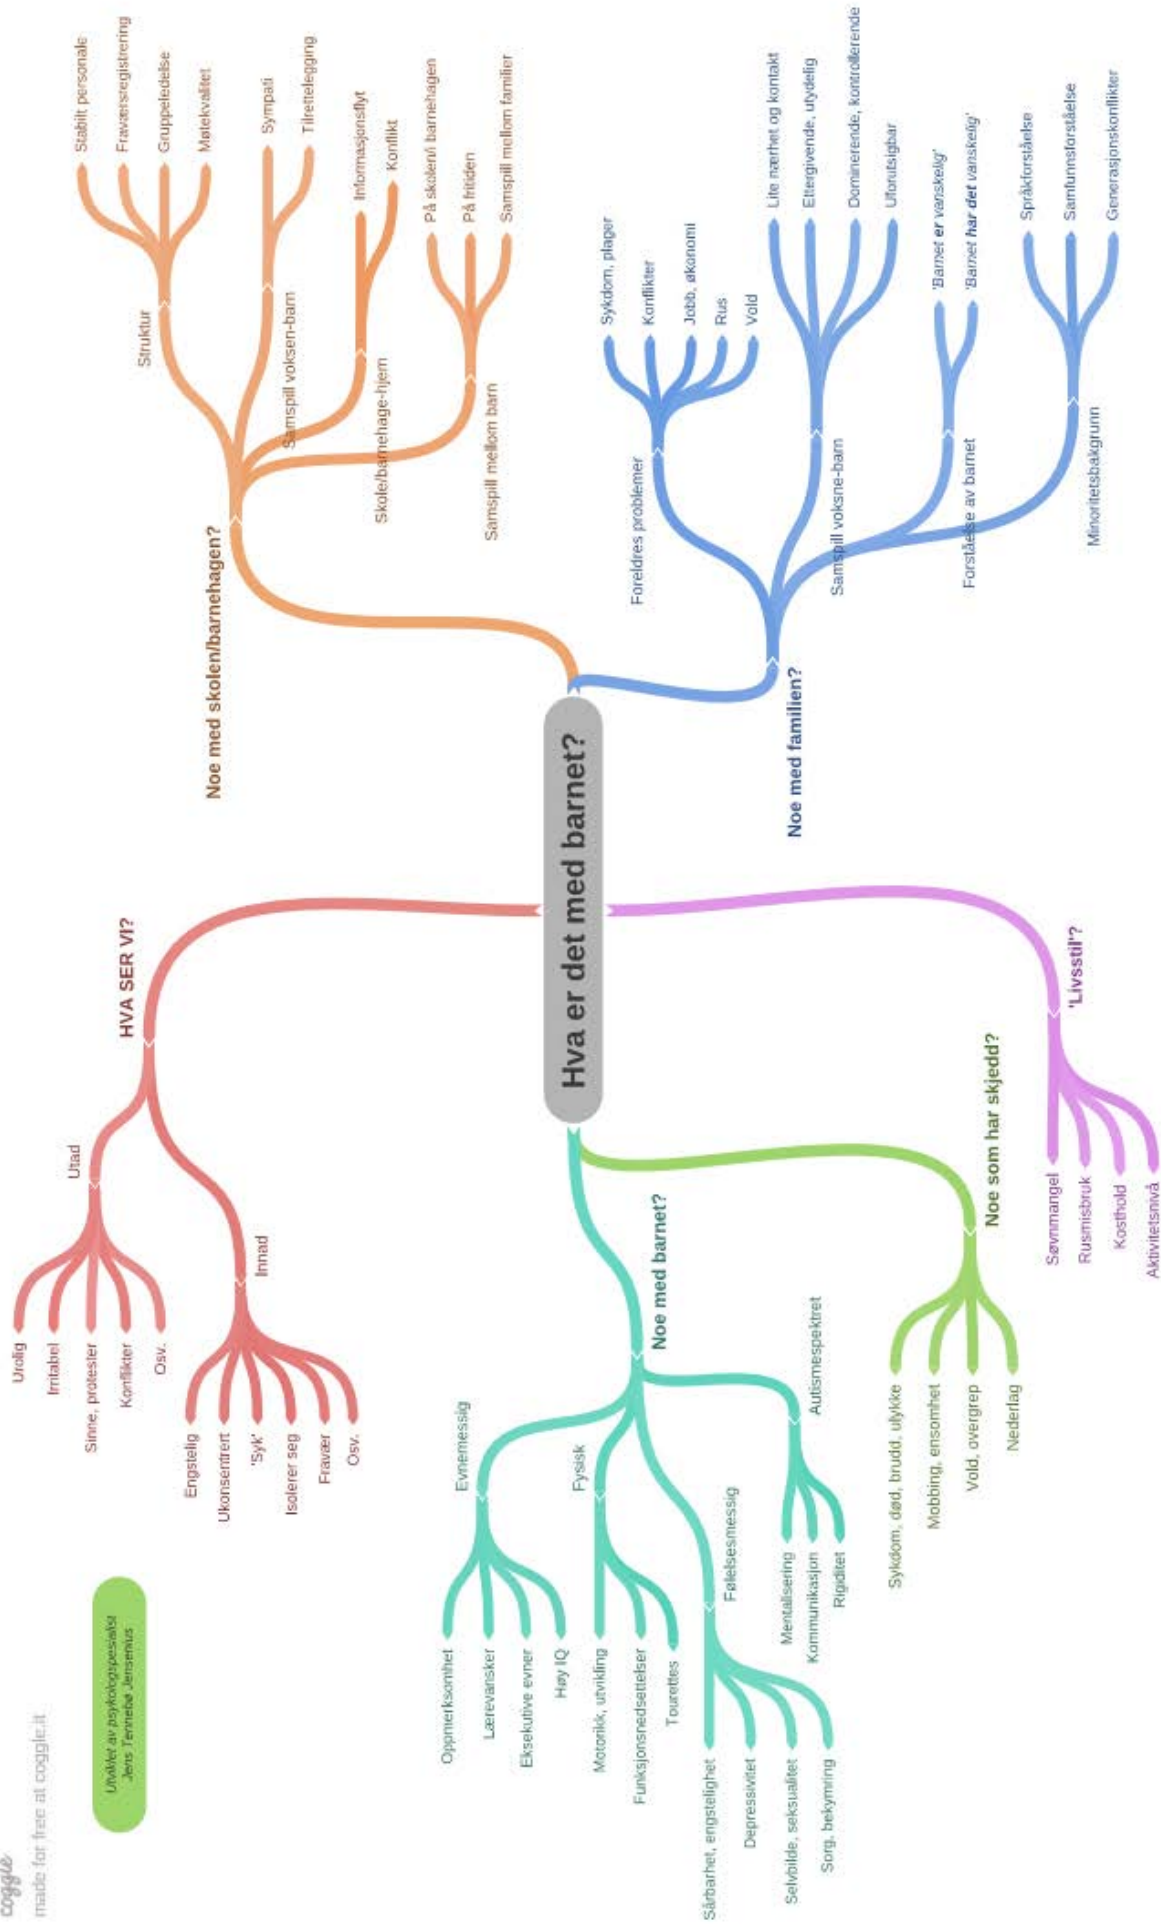 coggle
made for free at coggle.it
Utviklet av psykologspesialist
Jens Tennebø Jensenius
Hva er det med barnet?
HVA SER VI?
Utad
Urolig
Irritabel
Sinne, protester
Konflikter
Osv.
Innad
Engstelig
Ukonsentrert
'Syk'
Isolerer seg
Fravær
Osv.
Noe med barnet?
Evnemessig
Oppmerksomhet
Lærevansker
Eksekutive evner
Høy IQ
Fysisk
Motorikk, utvikling
Funksjonsnedsettelser
Tourettes
Følelsesmessig
Sårbarhet, engstelighet
Depressivitet
Selvbilde, seksualitet
Sorg, bekymring
Autismespektret
Mentalisering
Kommunikasjon
Rigiditet
Noe som har skjedd?
Sykdom, død, brudd, ulykke
Mobbing, ensomhet
Vold, overgrep
Nederlag
'Livsstil'?
Søvnmangel
Rusmisbruk
Kosthold
Aktivitetsnivå
Noe med skolen/barnehagen?
Struktur
Stabilt personale
Fraværsregistrering
Gruppeledelse
Møtekvalitet
Samspill voksen-barn
Sympati
Tilrettelegging
Skole/barnehage-hjem
Informasjonsflyt
Konflikt
Samspill mellom barn
På skolen/i barnehagen
På fritiden
Samspill mellom familier
Noe med familien?
Foreldres problemer
Sykdom, plager
Konflikter
Jobb, økonomi
Rus
Vold
Samspill voksne-barn
Lite nærhet og kontakt
Ettergivende, utydelig
Dominerende, kontrollerende
Uforutsigbar
Forståelse av barnet
'Barnet er vanskelig'
'Barnet har det vanskelig'
Minoritetsbakgrunn
Språkforståelse
Samfunnsforståelse
Generasjonskonflikter